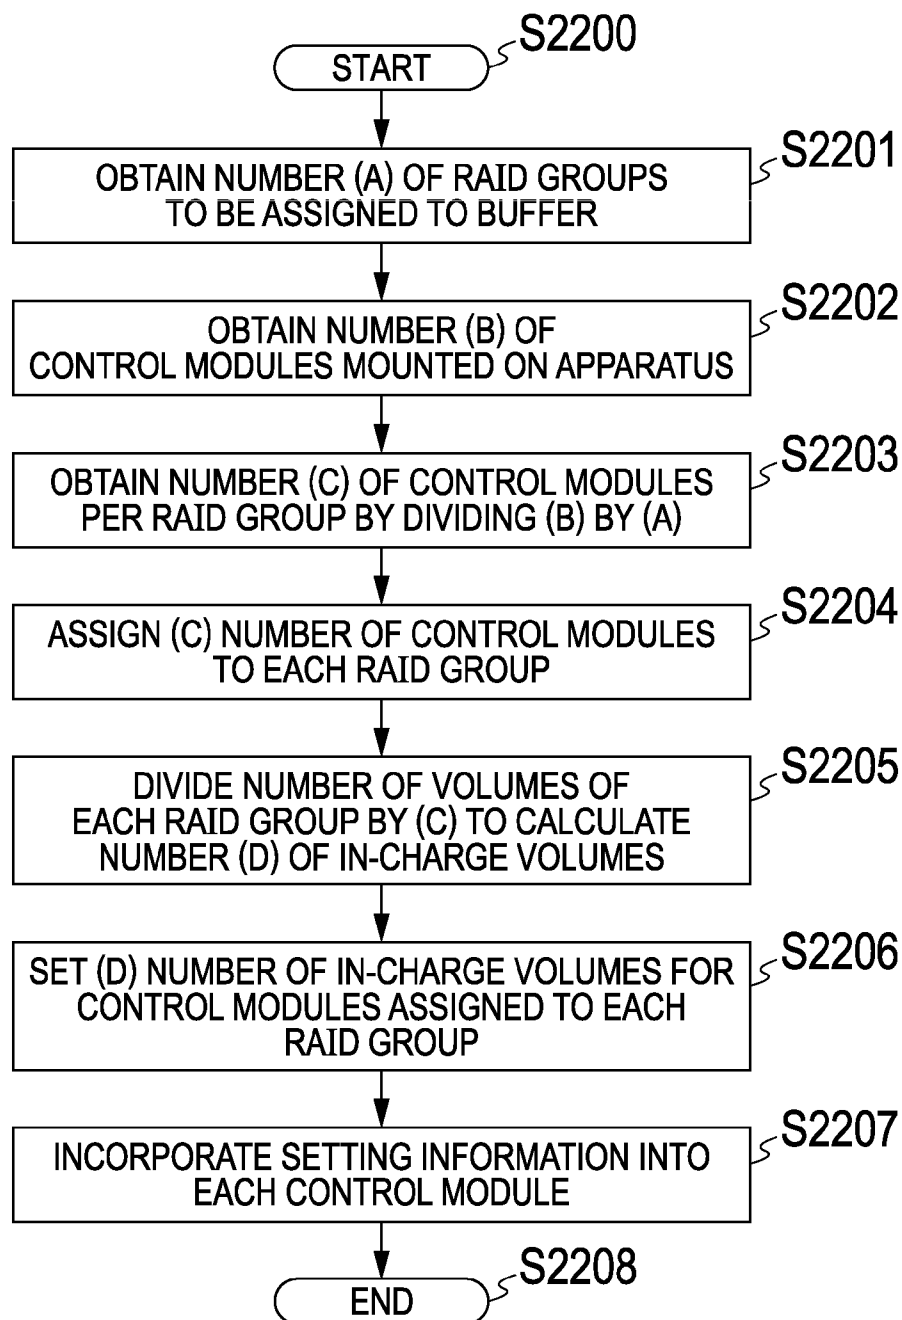 S2200
START
S2201
OBTAIN NUMBER (A) OF RAID GROUPS
TO BE ASSIGNED TO BUFFER
S2202
OBTAIN NUMBER (B) OF
CONTROL MODULES MOUNTED ON APPARATUS
S2203
OBTAIN NUMBER (C) OF CONTROL MODULES
PER RAID GROUP BY DIVIDING (B) BY (A)
S2204
ASSIGN (C) NUMBER OF CONTROL MODULES
TO EACH RAID GROUP
S2205
DIVIDE NUMBER OF VOLUMES OF
EACH RAID GROUP BY (C) TO CALCULATE
NUMBER (D) OF IN-CHARGE VOLUMES
S2206
SET (D) NUMBER OF IN-CHARGE VOLUMES FOR
CONTROL MODULES ASSIGNED TO EACH
RAID GROUP
S2207
INCORPORATE SETTING INFORMATION INTO
EACH CONTROL MODULE
S2208
END